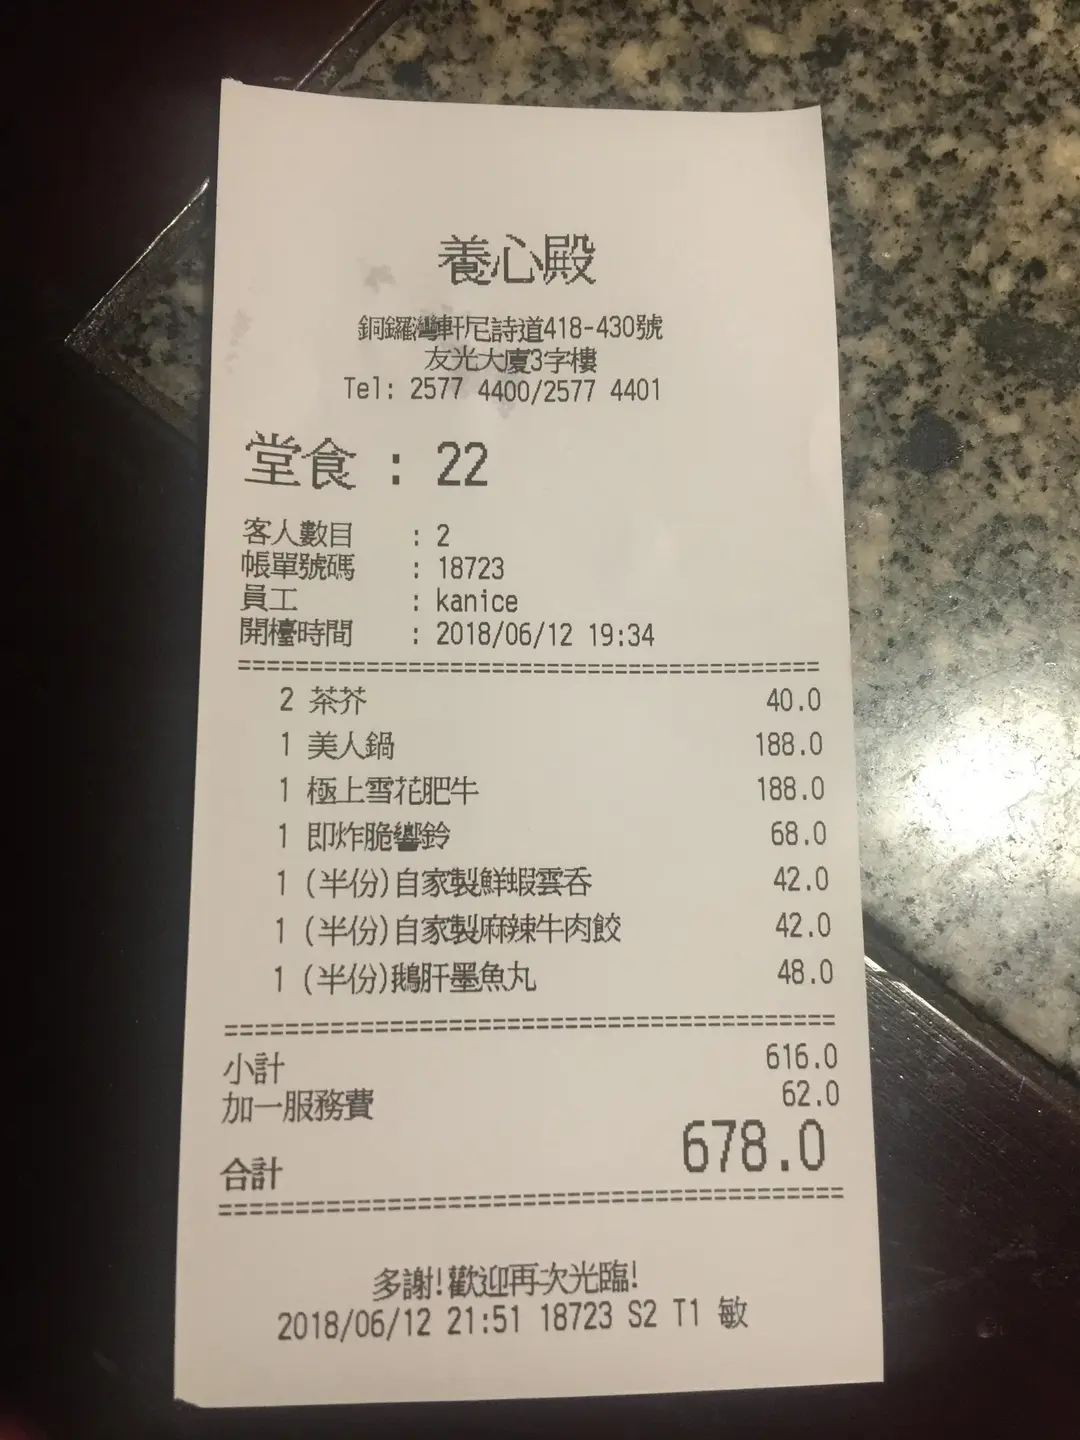 養心殿
銅鑼灣軒尼詩道418-430號
友光大廈3字樓
Tel: 2577 4400/2577 4401
堂食 : 22
客人數目 : 2
帳單號碼 : 18723
員工 : kanice
開檯時間 : 2018/06/12 19:34
==========================================
2 茶芥 40.0
1 美人鍋 188.0
1 極上雪花肥牛 188.0
1 即炸脆響鈴 68.0
1 (半份)自家製鮮蝦雲吞 42.0
1 (半份)自家製麻辣牛肉餃 42.0
1 (半份)鵝肝墨魚丸 48.0
==========================================
小計 616.0
加一服務費 62.0
合計 678.0
==========================================
多謝!歡迎再次光臨!
2018/06/12 21:51 18723 S2 T1 敏